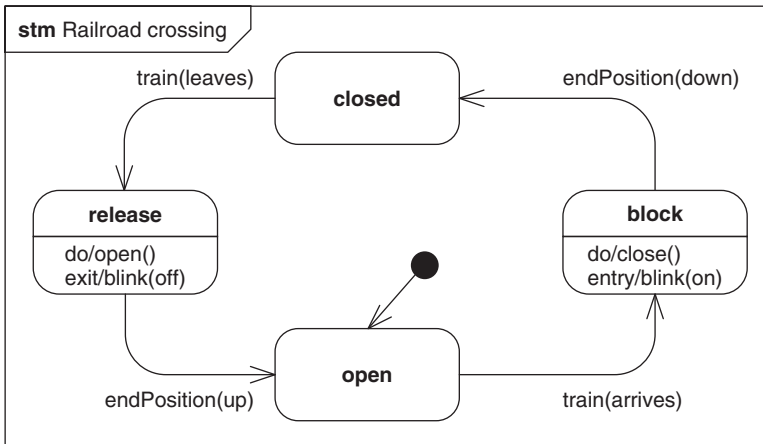 stm Railroad crossing
train(leaves)
closed
endPosition(down)
release
do/open()
exit/blink(off)
block
do/close()
entry/blink(on)
open
endPosition(up)
train(arrives)